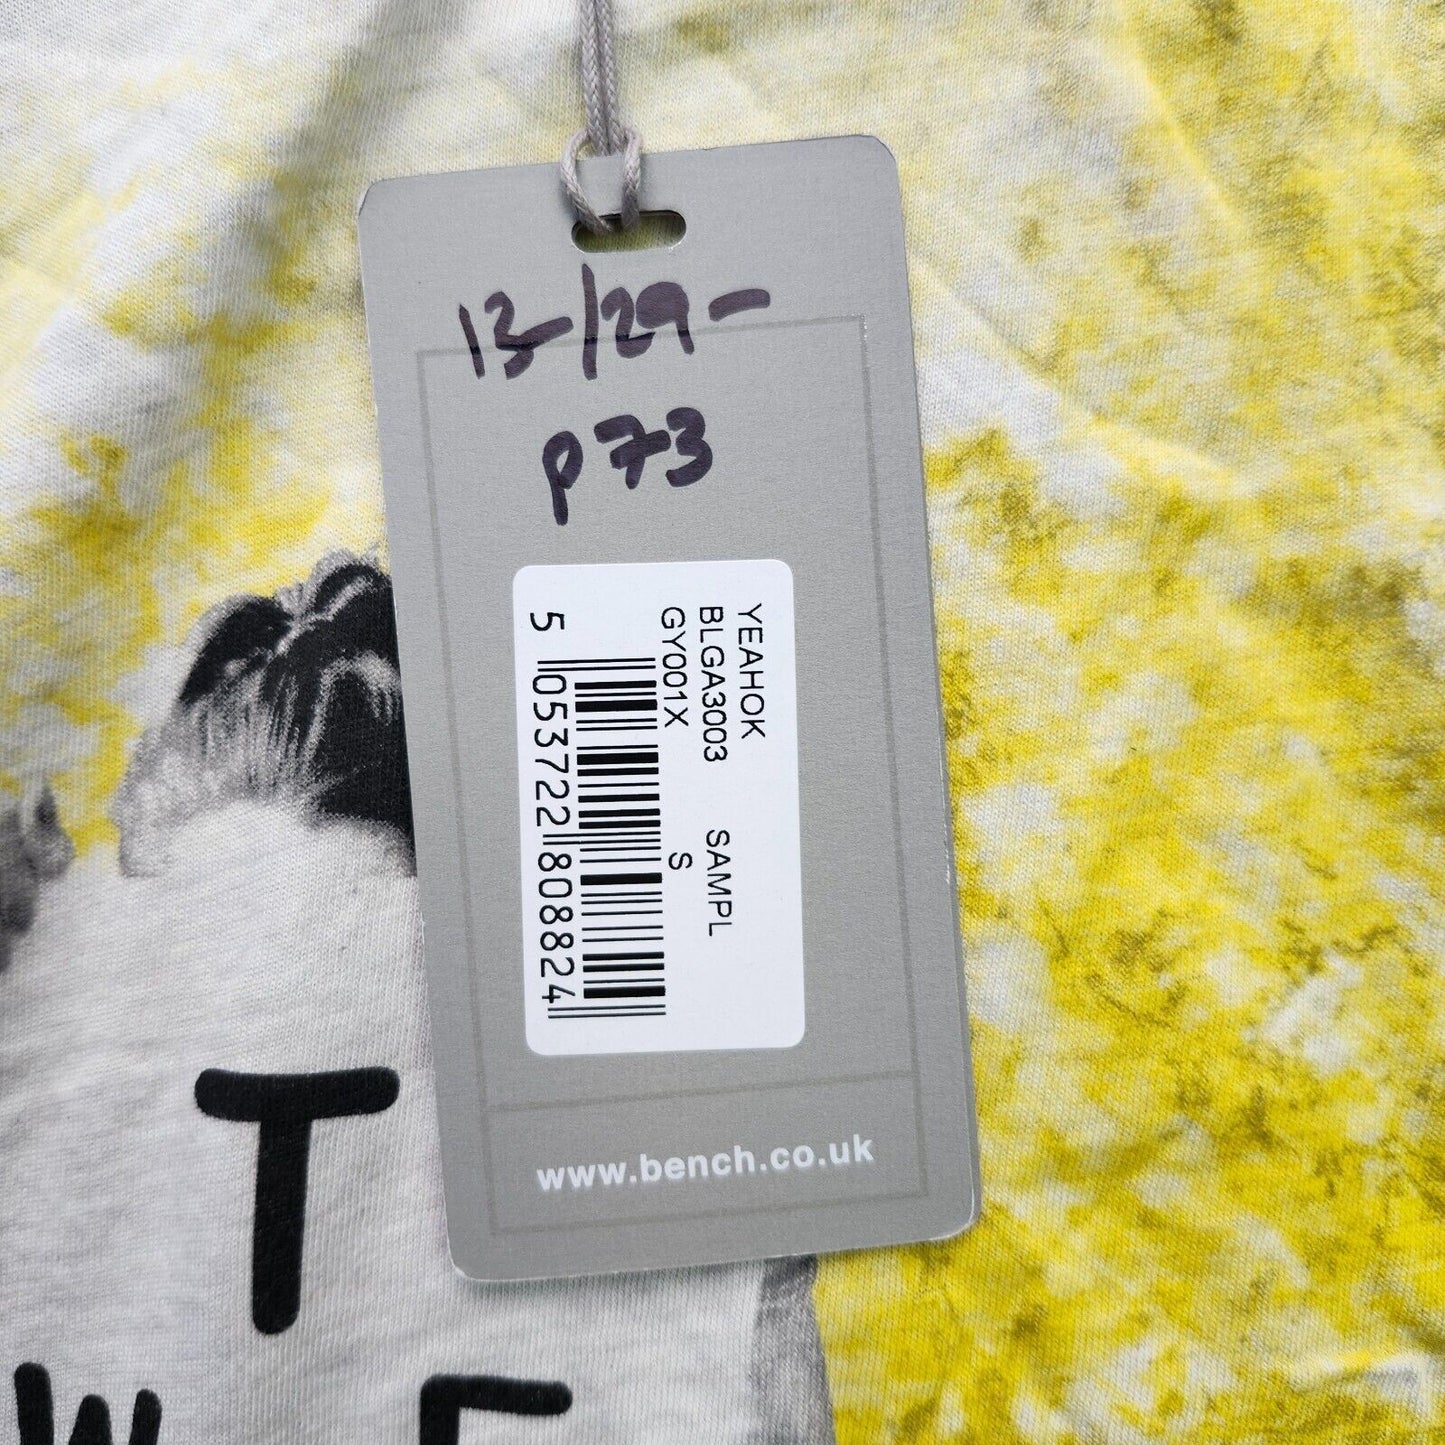 13-/29-
p73
YEAHOK
BLGA3003 SAMPL
GY001X S
5 053722 808824
www.bench.co.uk
T
W E